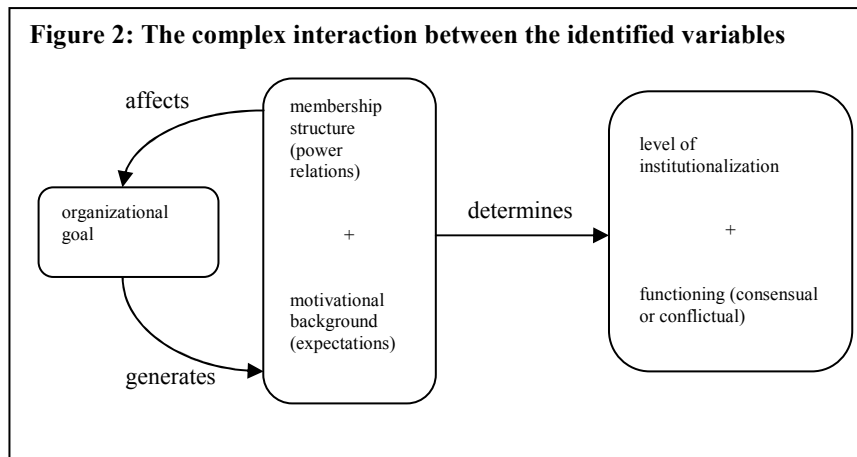 Figure 2: The complex interaction between the identified variables
affects
membership
structure
(power
relations)
+
motivational
background
(expectations)
organizational
goal
generates
determines
level of
institutionalization
+
functioning (consensual
or conflictual)